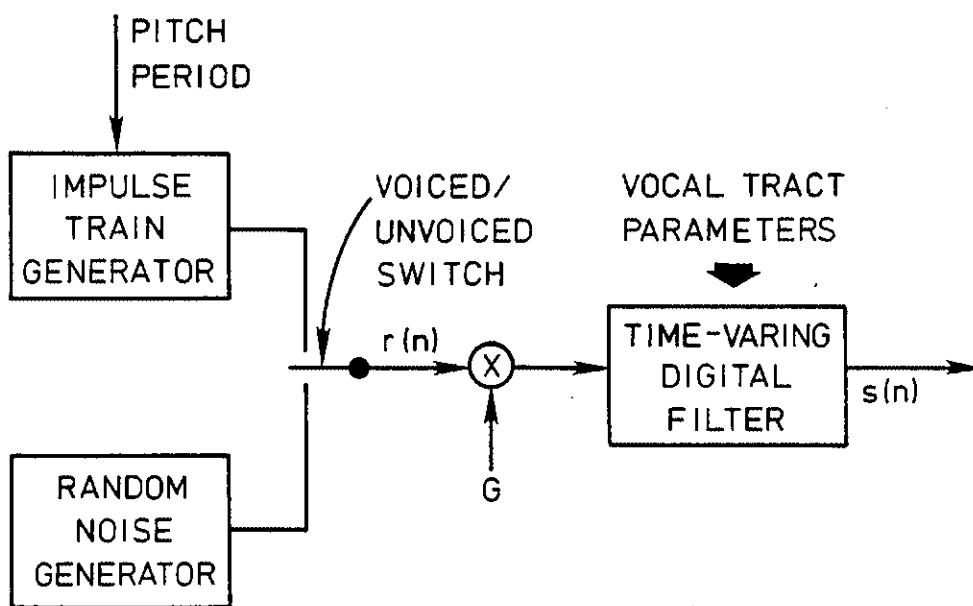 PITCH
PERIOD
IMPULSE
TRAIN
GENERATOR
VOICED/
UNVOICED
SWITCH
VOCAL TRACT
PARAMETERS
r(n)
X
G
TIME-VARING
DIGITAL
FILTER
s(n)
RANDOM
NOISE
GENERATOR